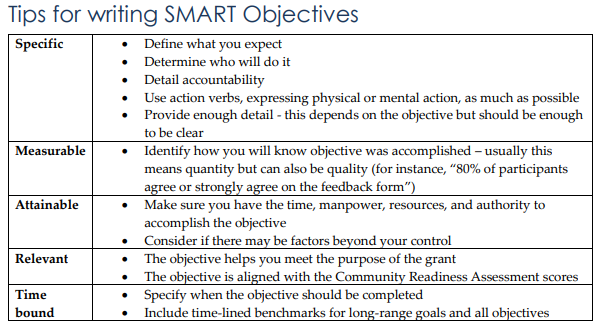 Tips for writing SMART Objectives
Specific
• Define what you expect
• Determine who will do it
• Detail accountability
• Use action verbs, expressing physical or mental action, as much as possible
• Provide enough detail - this depends on the objective but should be enough
to be clear
Measurable
• Identify how you will know objective was accomplished – usually this
means quantity but can also be quality (for instance, “80% of participants
agree or strongly agree on the feedback form”)
Attainable
• Make sure you have the time, manpower, resources, and authority to
accomplish the objective
• Consider if there may be factors beyond your control
Relevant
• The objective helps you meet the purpose of the grant
• The objective is aligned with the Community Readiness Assessment scores
Time
bound
• Specify when the objective should be completed
• Include time-lined benchmarks for long-range goals and all objectives